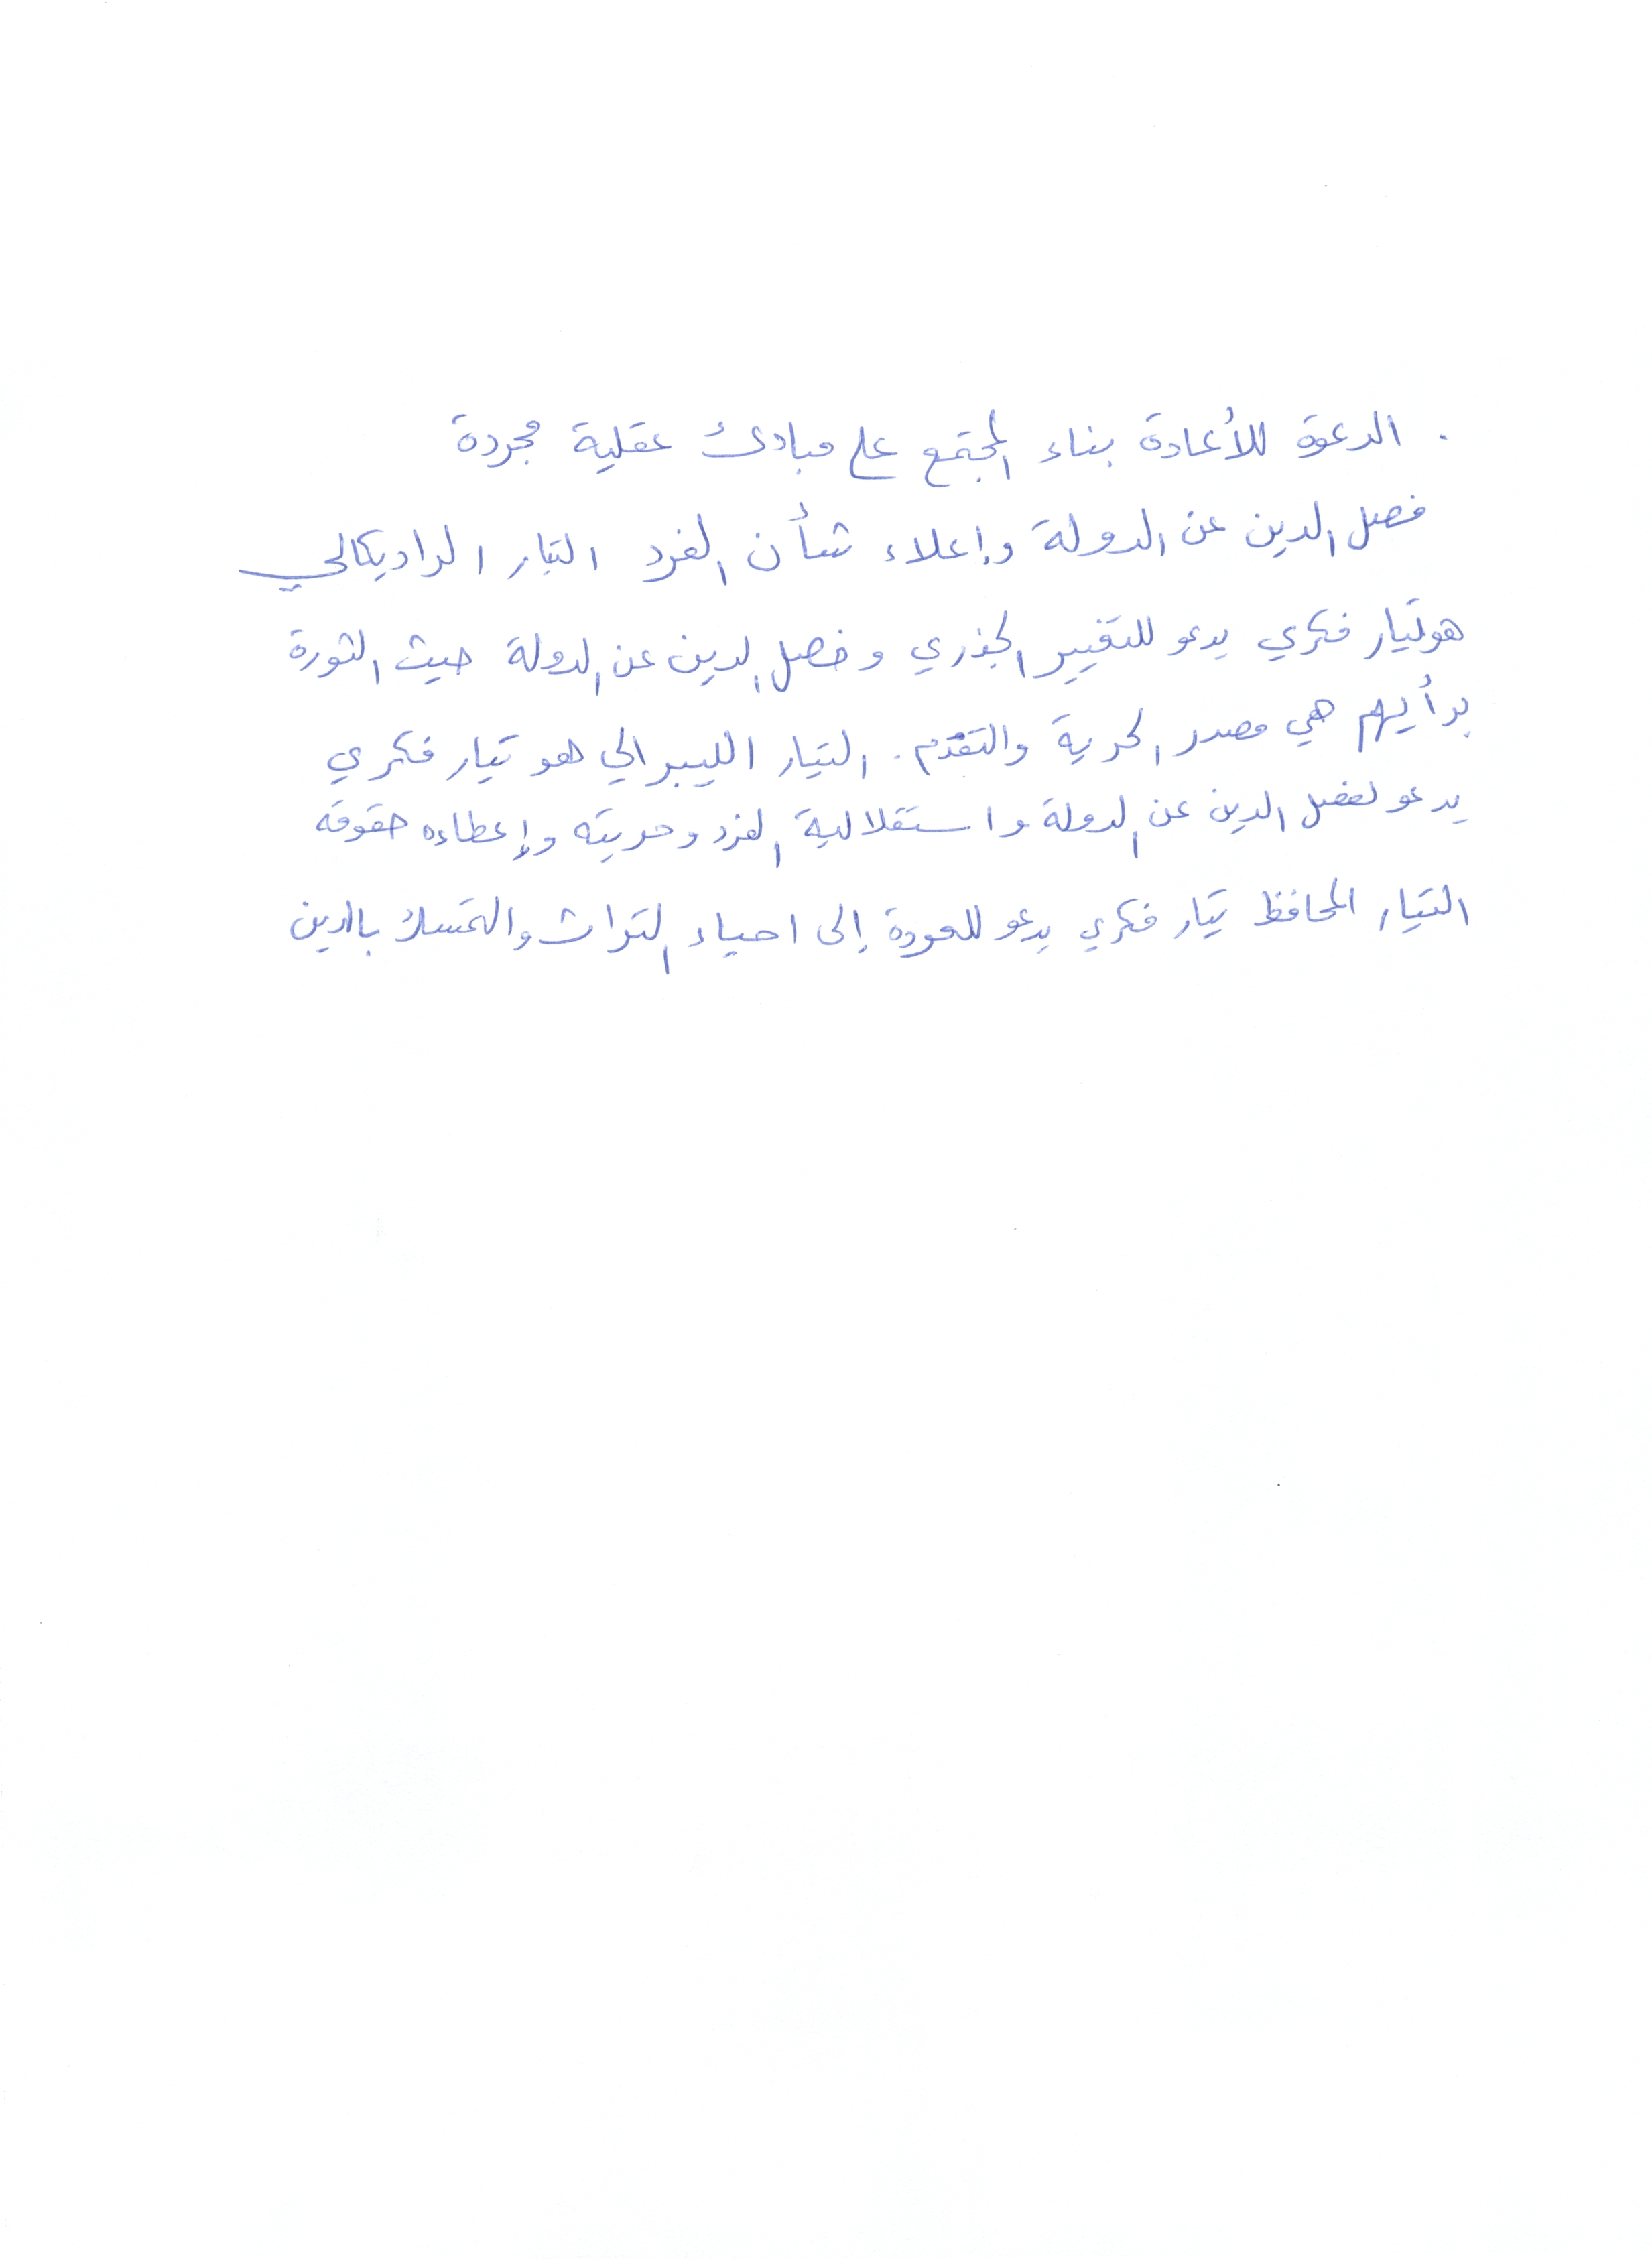 . الدعوة للأعادة بناء المجتمع على مبادئ عقلية مجردة
فصل الدين عن الدولة وإعلاء شأن الفرد التيار الراديكالي
هو تيار فكري يدعو للتغيير الجذري وفصل الدين عن الدولة حيث الثورة
برأيهم هي مصدر الحرية والتقدم. التيار الليبرالي هو تيار فكري
يدعو لفصل الدين عن الدولة واستقلالية الفرد وحريته وإعطاءه حقوقه
التيار المحافظ تيار فكري يدعو للعودة إلى احياء التراث والتمسك بالدين